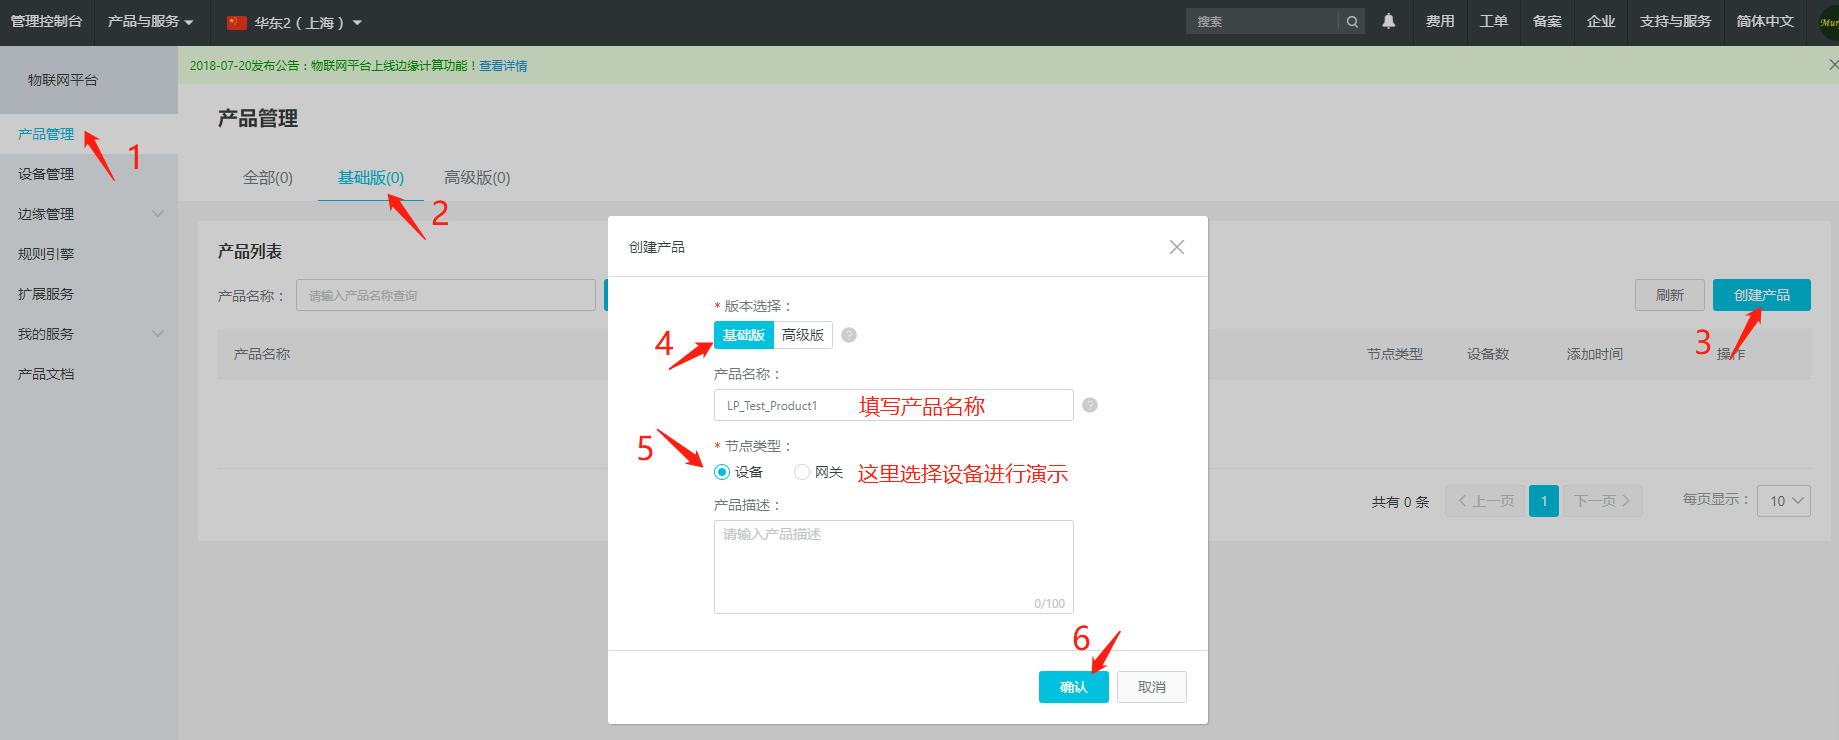 管理控制台 产品与服务 华东2（上海） 搜索 费用 工单 备案 企业 支持与服务 简体中文
物联网平台
2018-07-20发布公告：物联网平台上线边缘计算功能！查看详情
产品管理
产品管理
1
设备管理
全部(0) 基础版(0) 高级版(0)
2
边缘管理
规则引擎
扩展服务
我的服务
产品文档
产品列表
产品名称： 请输入产品名称查询
刷新 创建产品
3
产品名称 节点类型 设备数 添加时间 操作
共有 0 条 上一页 1 下一页 每页显示： 10
创建产品
* 版本选择：
4
基础版 高级版 ?
产品名称：
LP_Test_Product1 填写产品名称 ?
5
* 节点类型：
设备 网关 这里选择设备进行演示
产品描述：
请输入产品描述
0/100
6
确认 取消